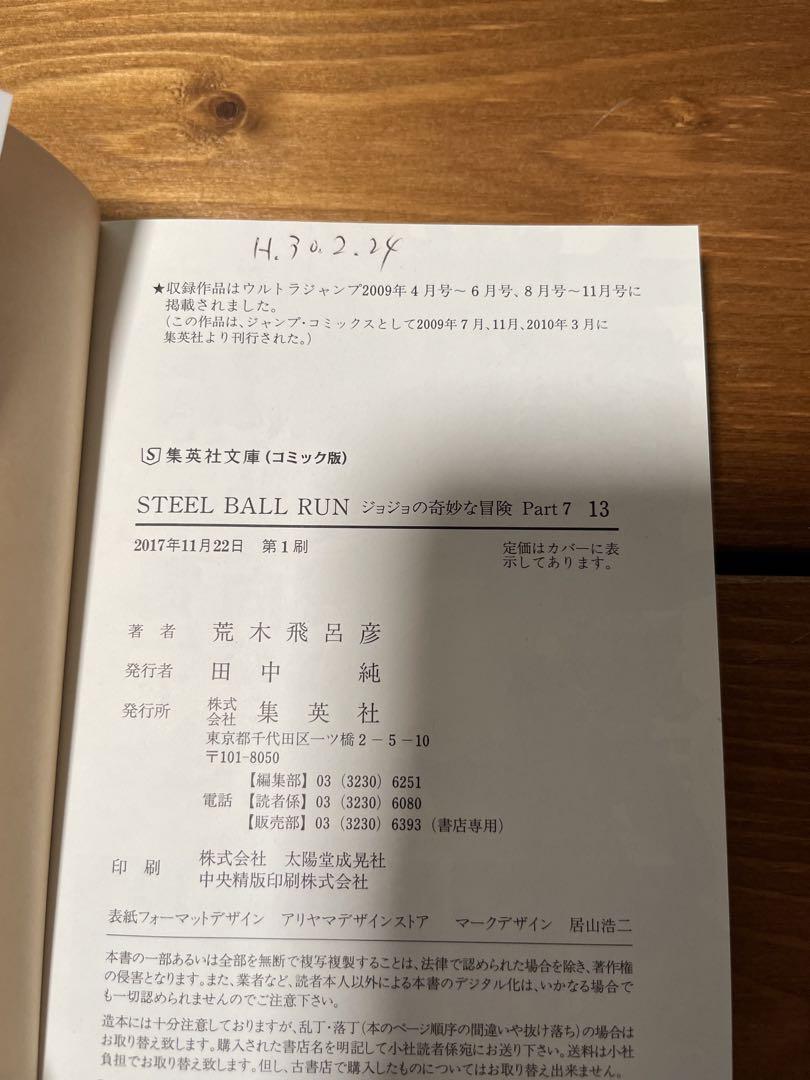 H.30.2.24
★収録作品はウルトラジャンプ2009年4月号～6月号、8月号～11月号に
掲載されました。
(この作品は、ジャンプ・コミックスとして2009年7月、11月、2010年3月に
集英社より刊行された。)
S 集英社文庫(コミック版)
STEEL BALL RUN ジョジョの奇妙な冒険 Part 7 13
2017年11月22日 第1刷
定価はカバーに表
示してあります。
著 者 荒木飛呂彦
発行者 田中 純
発行所 株式会社 集英社
東京都千代田区一ツ橋2－5－10
〒101-8050
【編集部】03 (3230) 6251
電話 【読者係】03 (3230) 6080
【販売部】03 (3230) 6393 (書店専用)
印 刷 株式会社 太陽堂成晃社
中央精版印刷株式会社
表紙フォーマットデザイン アリヤマデザインストア マークデザイン 居山浩二
本書の一部あるいは全部を無断で複写複製することは、法律で認められた場合を除き、著作権
の侵害となります。また、業者など、読者本人以外による本書のデジタル化は、いかなる場合で
も一切認められませんのでご注意下さい。
造本には十分注意しておりますが、乱丁・落丁(本のページ順序の間違いや抜け落ち)の場合は
お取り替え致します。購入された書店名を明記して小社読者係宛にお送り下さい。送料は小社
負担でお取り替え致します。但し、古書店で購入したものについてはお取り替え出来ません。